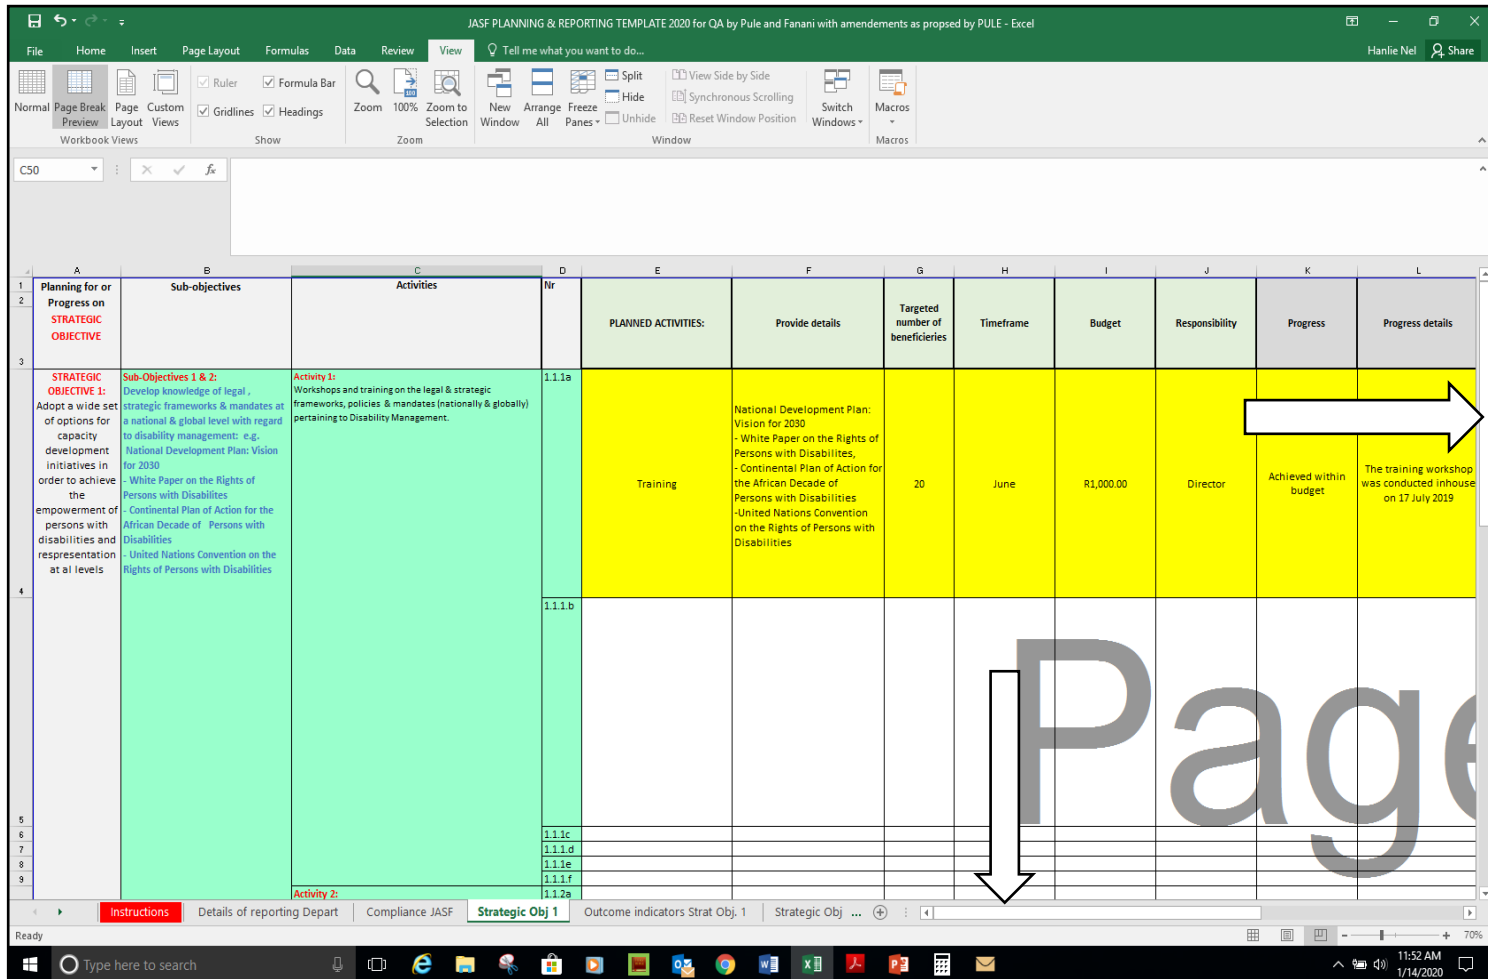 JASF PLANNING & REPORTING TEMPLATE 2020 for QA by Pule and Fanani with amendements as propsed by PULE - Excel
File Home Insert Page Layout Formulas Data Review View Tell me what you want to do... Hanlie Nel Share
Normal Page Break Preview Page Layout Custom Views
Workbook Views
Ruler Formula Bar
Gridlines Headings
Show
Zoom 100% Zoom to Selection
Zoom
New Window Arrange All Freeze Panes
Split
Hide
Unhide
View Side by Side
Synchronous Scrolling
Reset Window Position
Switch Windows
Window
Macros
Macros
C50 fx
A B C D E F G H I J K L
1
2
3
Planning for or
Progress on
STRATEGIC
OBJECTIVE
Sub-objectives
Activities
Nr
PLANNED ACTIVITIES:
Provide details
Targeted
number of
beneficieries
Timeframe
Budget
Responsibility
Progress
Progress details
4
STRATEGIC
OBJECTIVE 1:
Adopt a wide set
of options for
capacity
development
initiatives in
order to achieve
the
empowerment of
persons with
disabilities and
respresentation
at al levels
Sub-Objectives 1 & 2:
Develop knowledge of legal ,
strategic frameworks & mandates at
a national & global level with regard
to disability management: e.g.
National Development Plan: Vision
for 2030
- White Paper on the Rights of
Persons with Disabilites
- Continental Plan of Action for the
African Decade of Persons with
Disabilities
- United Nations Convention on the
Rights of Persons with Disabilities
Activity 1:
Workshops and training on the legal & strategic
frameworks, policies & mandates (nationally & globally)
pertaining to Disability Management.
1.1.1a
Training
National Development Plan:
Vision for 2030
- White Paper on the Rights of
Persons with Disabilites,
- Continental Plan of Action for
the African Decade of
Persons with Disabilities
-United Nations Convention
on the Rights of Persons with
Disabilities
20
June
R1,000.00
Director
Achieved within
budget
The training workshop
was conducted inhouse
on 17 July 2019
5
1.1.1.b
Page
6 1.1.1c
7 1.1.1.d
8 1.1.1e
9 1.1.1.f
Activity 2: 1.1.2a
Instructions Details of reporting Depart Compliance JASF Strategic Obj 1 Outcome indicators Strat Obj. 1 Strategic Obj ...
Ready 70%
Type here to search
11:52 AM
1/14/2020